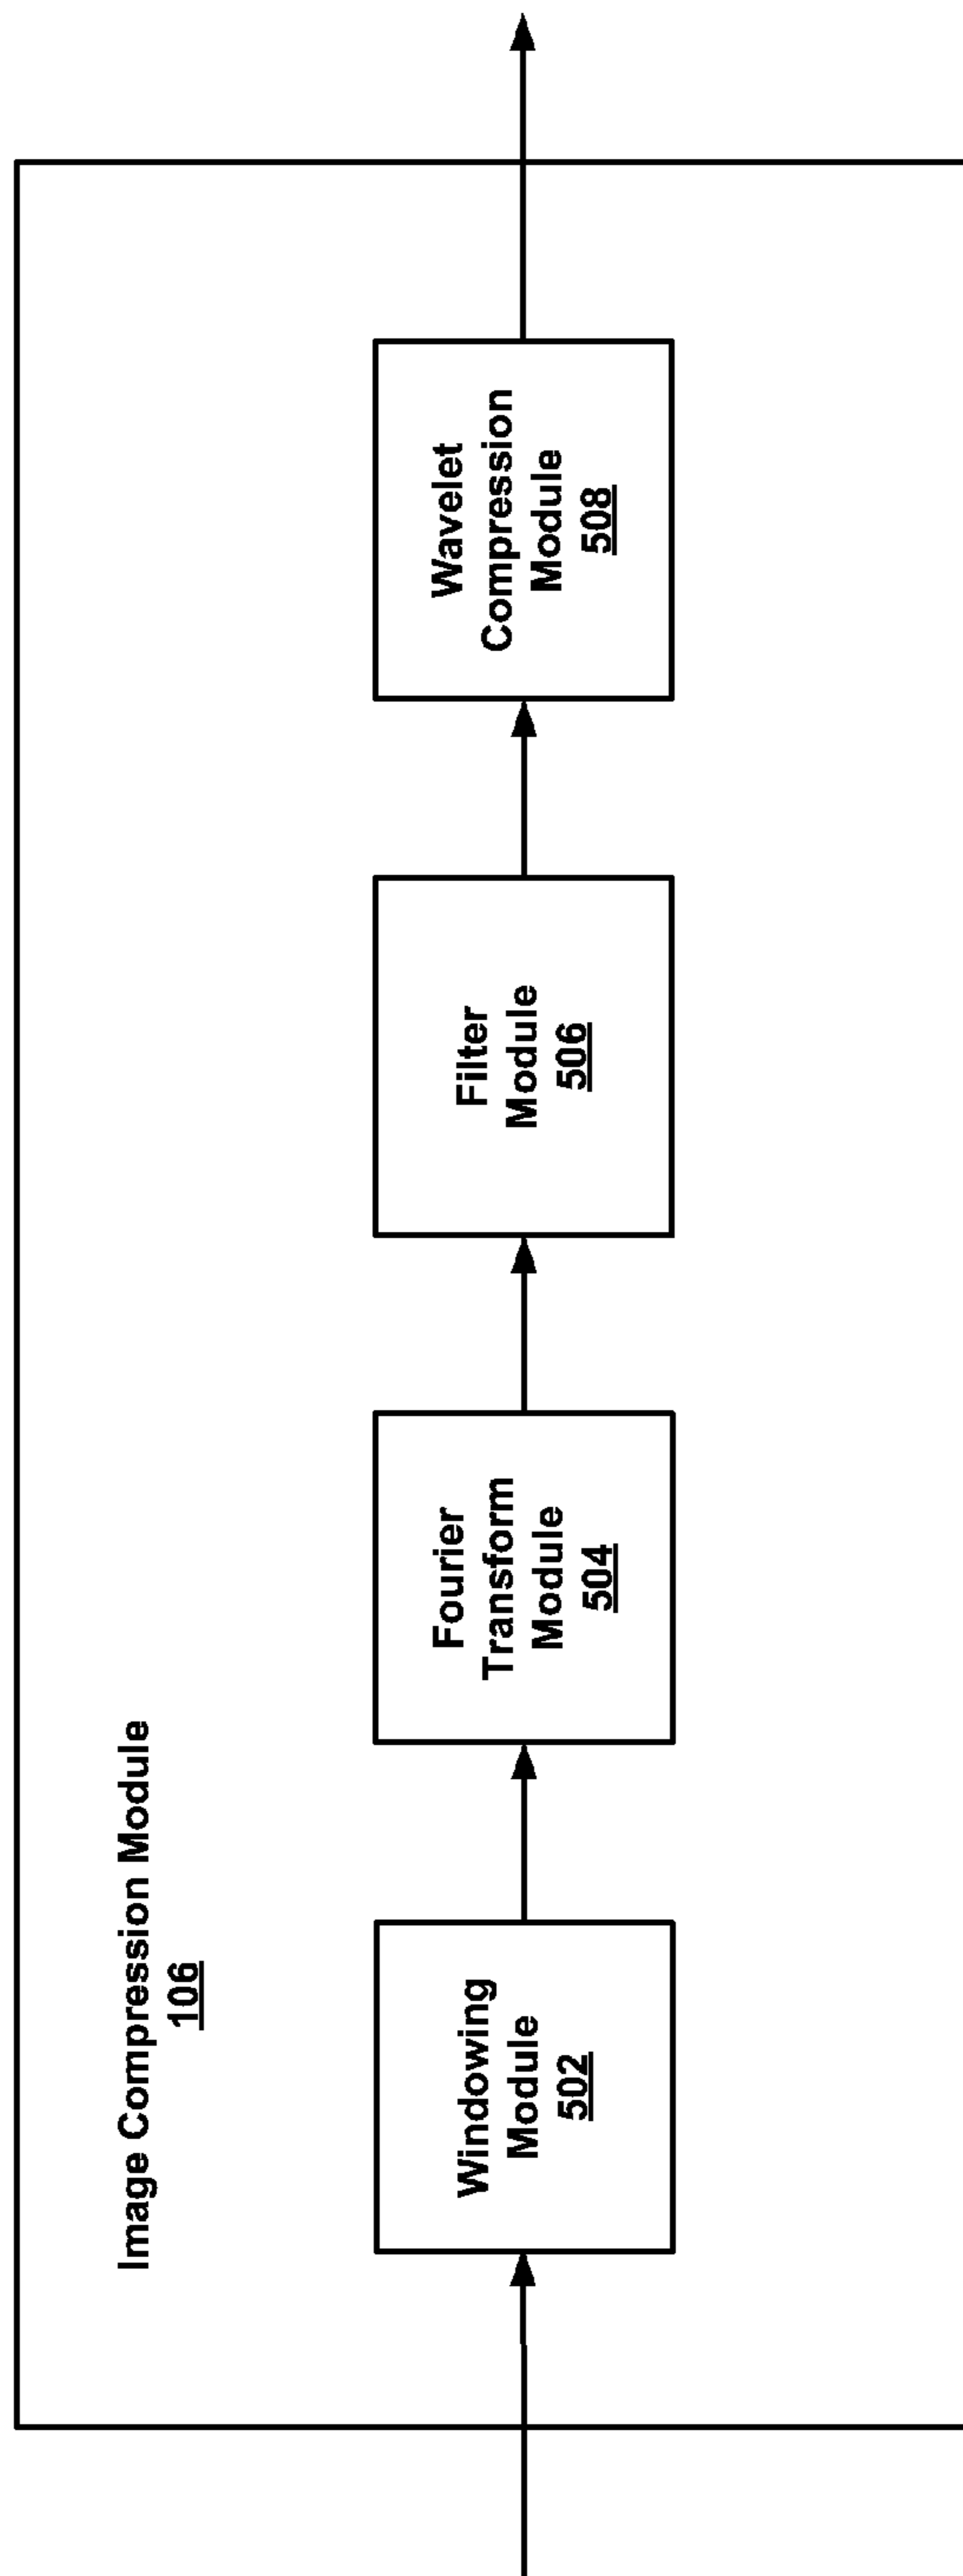 Image Compression Module
106
Windowing
Module
502
Fourier
Transform
Module
504
Filter
Module
506
Wavelet
Compression
Module
508